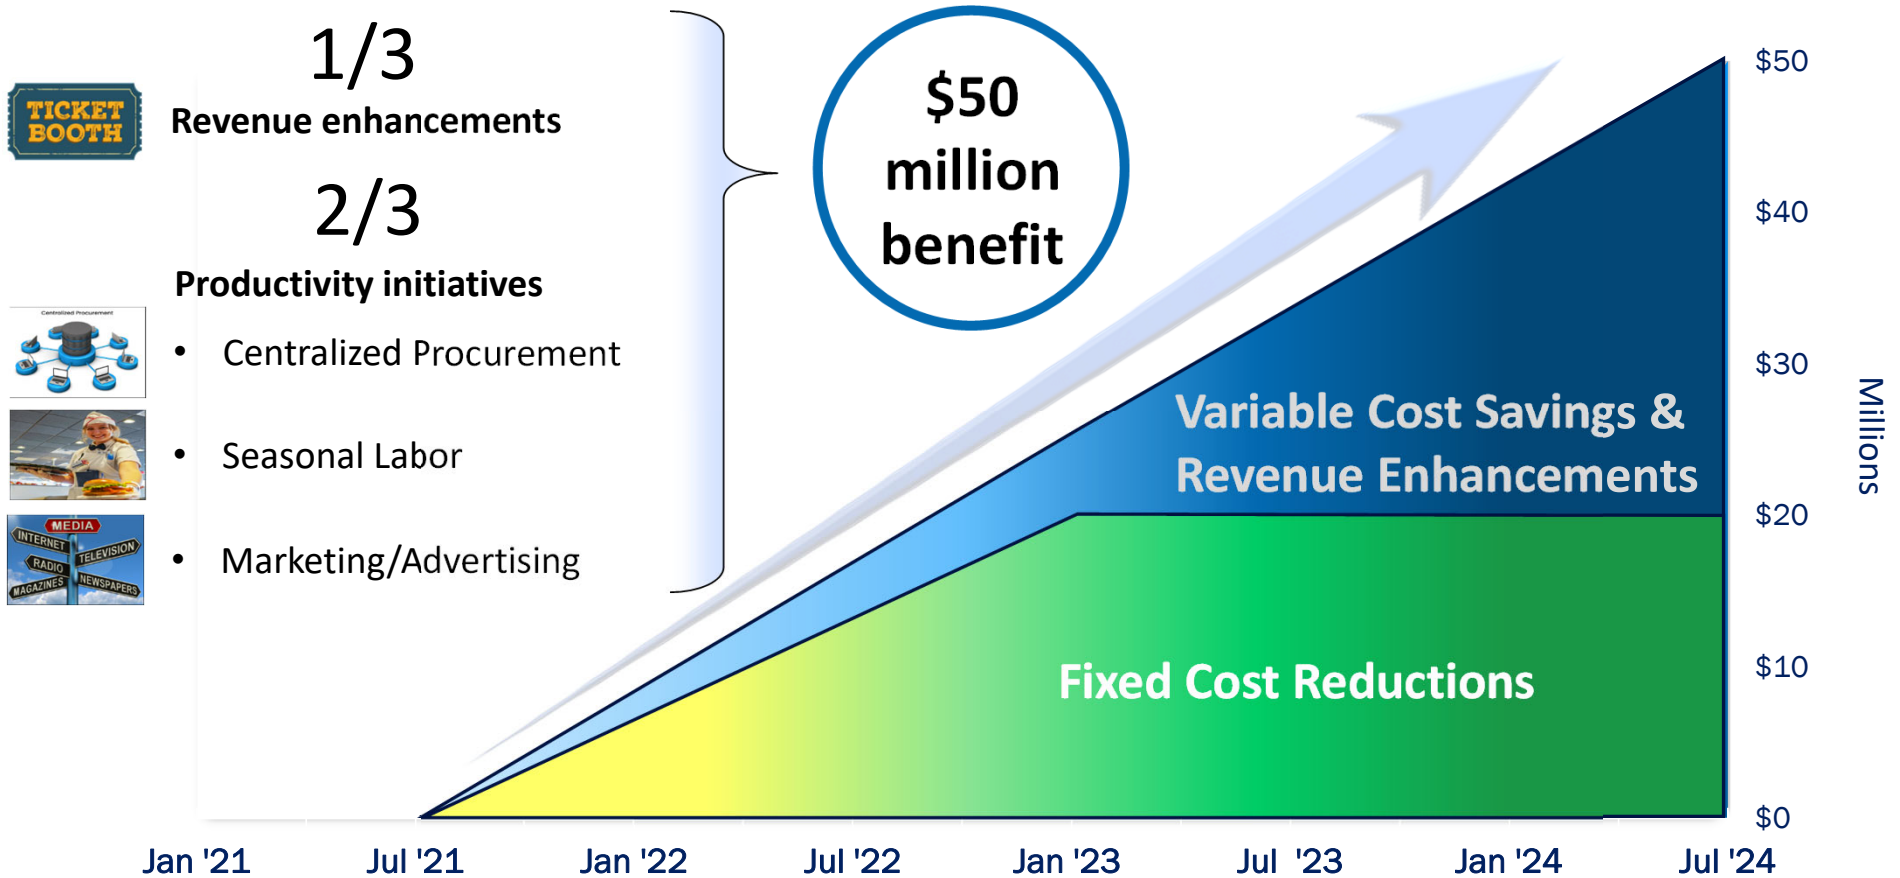 1/3
TICKET
BOOTH
Revenue enhancements
2/3
Productivity initiatives
Centralized Procurement
• Centralized Procurement
• Seasonal Labor
MEDIA
INTERNET
TELEVISION
RADIO
MAGAZINES
NEWSPAPERS
• Marketing/Advertising
$50
million
benefit
Variable Cost Savings &
Revenue Enhancements
Fixed Cost Reductions
$50
$40
$30
$20
$10
$0
Millions
Jan '21 Jul '21 Jan '22 Jul '22 Jan '23 Jul '23 Jan '24 Jul '24